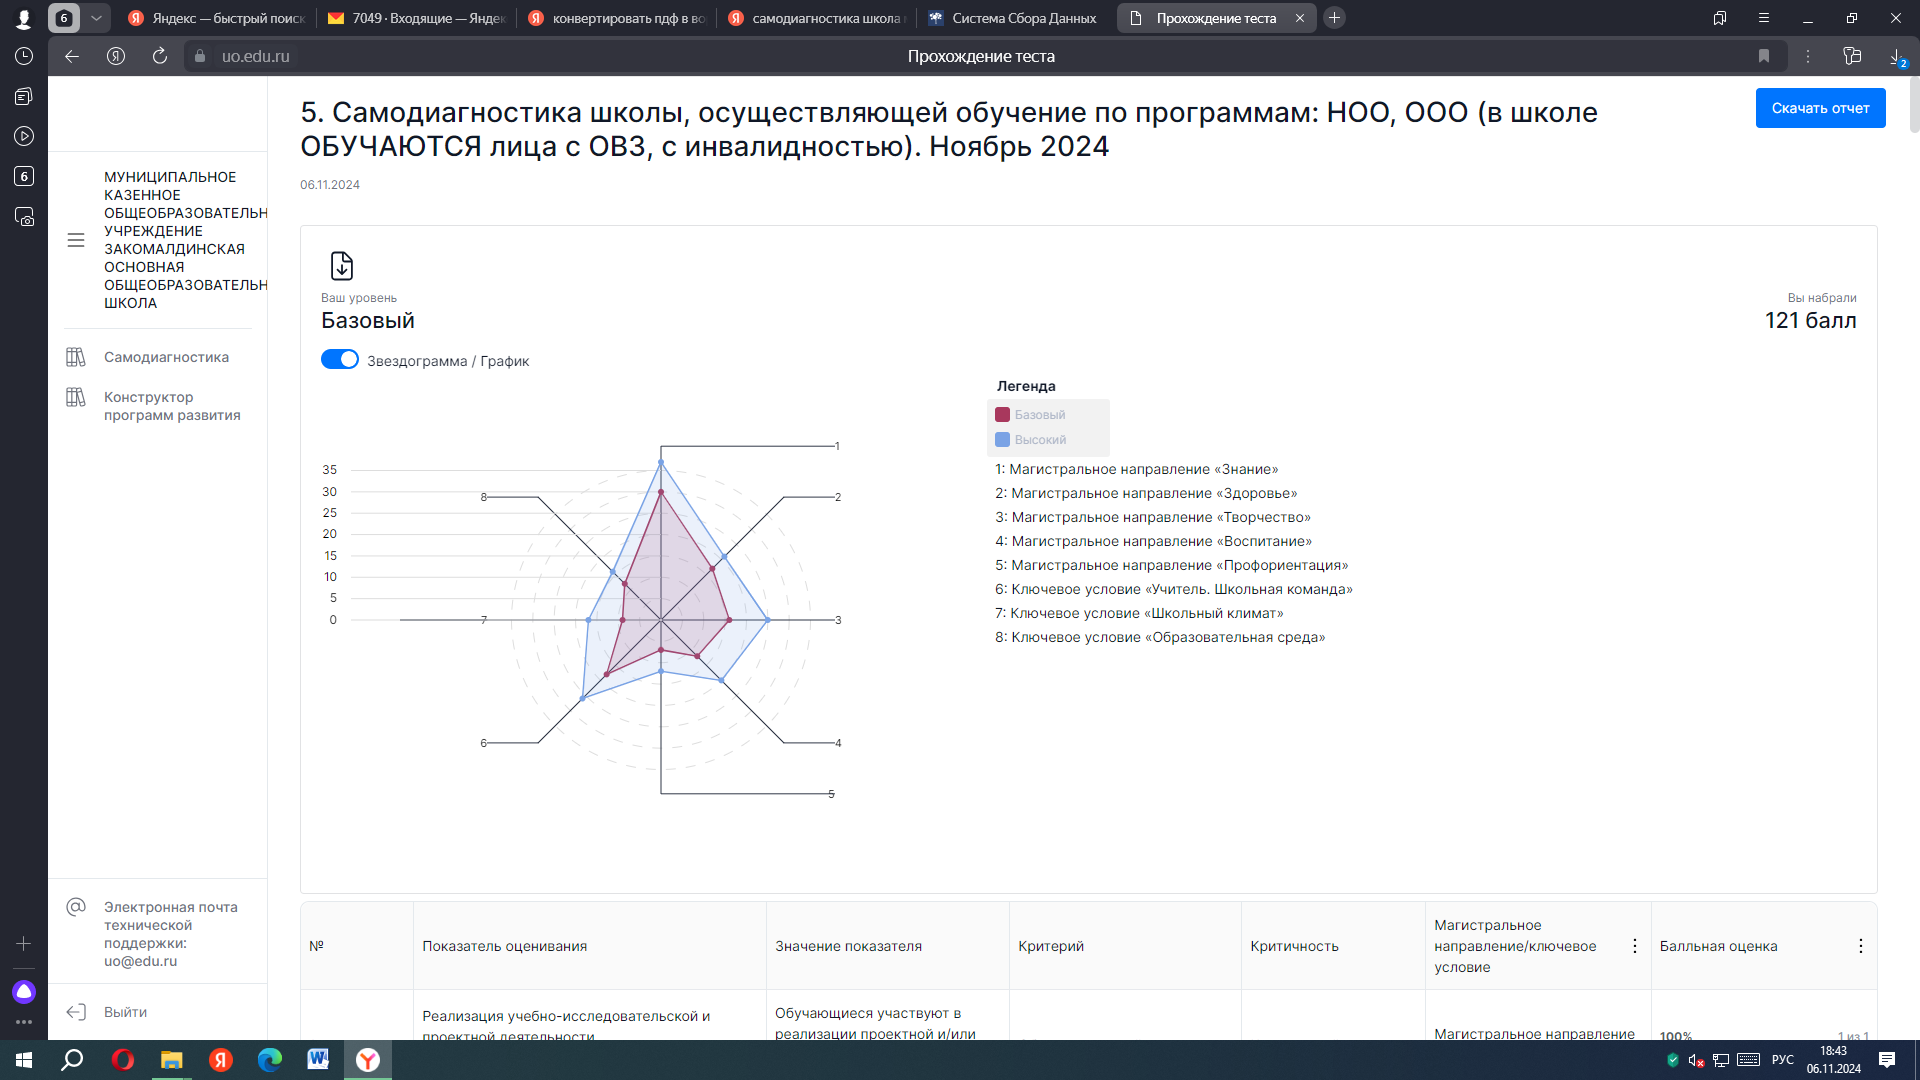 6
Яндекс — быстрый поиск
7049 · Входящие — Яндек
конвертировать пдф в во
самодиагностика школа
Система Сбора Данных
Прохождение теста
uo.edu.ru
Прохождение теста
2
6
5. Самодиагностика школы, осуществляющей обучение по программам: НОО, ООО (в школе
ОБУЧАЮТСЯ лица с ОВЗ, с инвалидностью). Ноябрь 2024
Скачать отчет
06.11.2024
МУНИЦИПАЛЬНОЕ
КАЗЕННОЕ
ОБЩЕОБРАЗОВАТЕЛЬН
УЧРЕЖДЕНИЕ
ЗАКОМАЛДИНСКАЯ
ОСНОВНАЯ
ОБЩЕОБРАЗОВАТЕЛЬН
ШКОЛА
Самодиагностика
Конструктор
программ развития
Электронная почта
технической
поддержки:
uo@edu.ru
Выйти
Ваш уровень
Базовый
Вы набрали
121 балл
Звездограмма / График
35
30
25
20
15
10
5
0
1
2
3
4
5
6
7
8
Легенда
Базовый
Высокий
1: Магистральное направление «Знание»
2: Магистральное направление «Здоровье»
3: Магистральное направление «Творчество»
4: Магистральное направление «Воспитание»
5: Магистральное направление «Профориентация»
6: Ключевое условие «Учитель. Школьная команда»
7: Ключевое условие «Школьный климат»
8: Ключевое условие «Образовательная среда»
№
Показатель оценивания
Значение показателя
Критерий
Критичность
Магистральное
направление/ключевое
условие
Балльная оценка
Реализация учебно-исследовательской и
проектной деятельности
Обучающиеся участвуют в
реализации проектной и/или
Магистральное направление
100%
1 из 1
РУС
18:43
06.11.2024